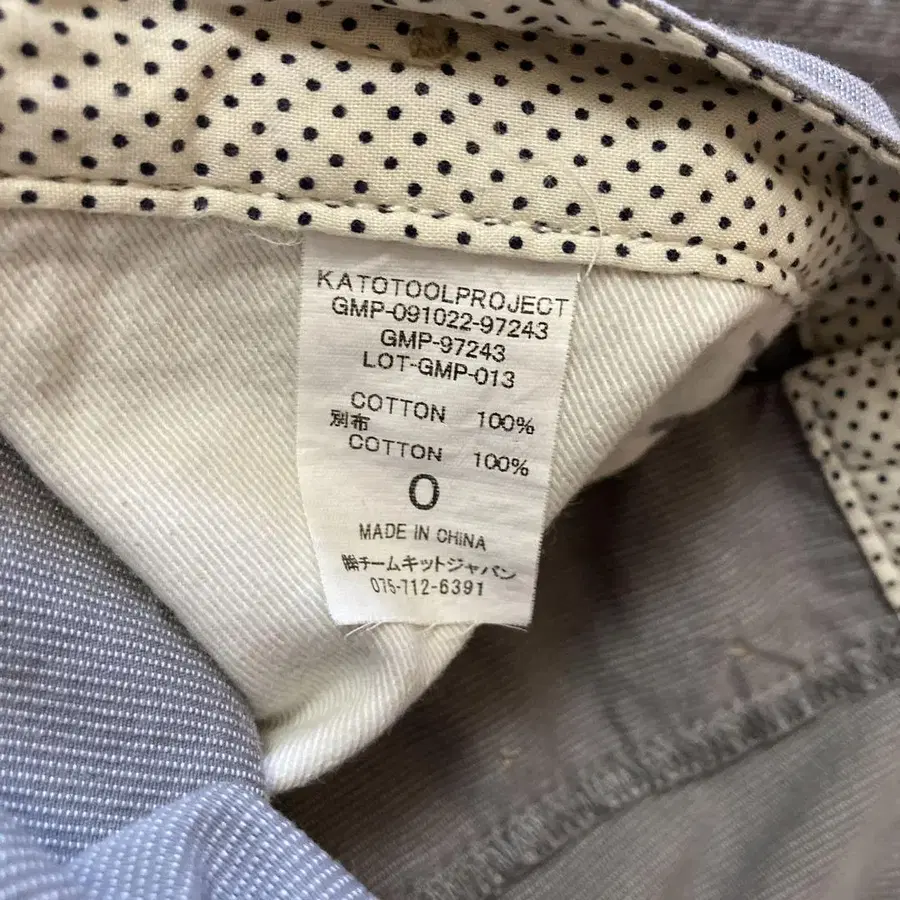 KATOTOOLPROJECT
GMP-091022-97243
GMP-97243
LOT-GMP-013
COTTON 100%
別布
COTTON 100%
0
MADE IN CHINA
㈱チームキットジャパン
075-712-6391